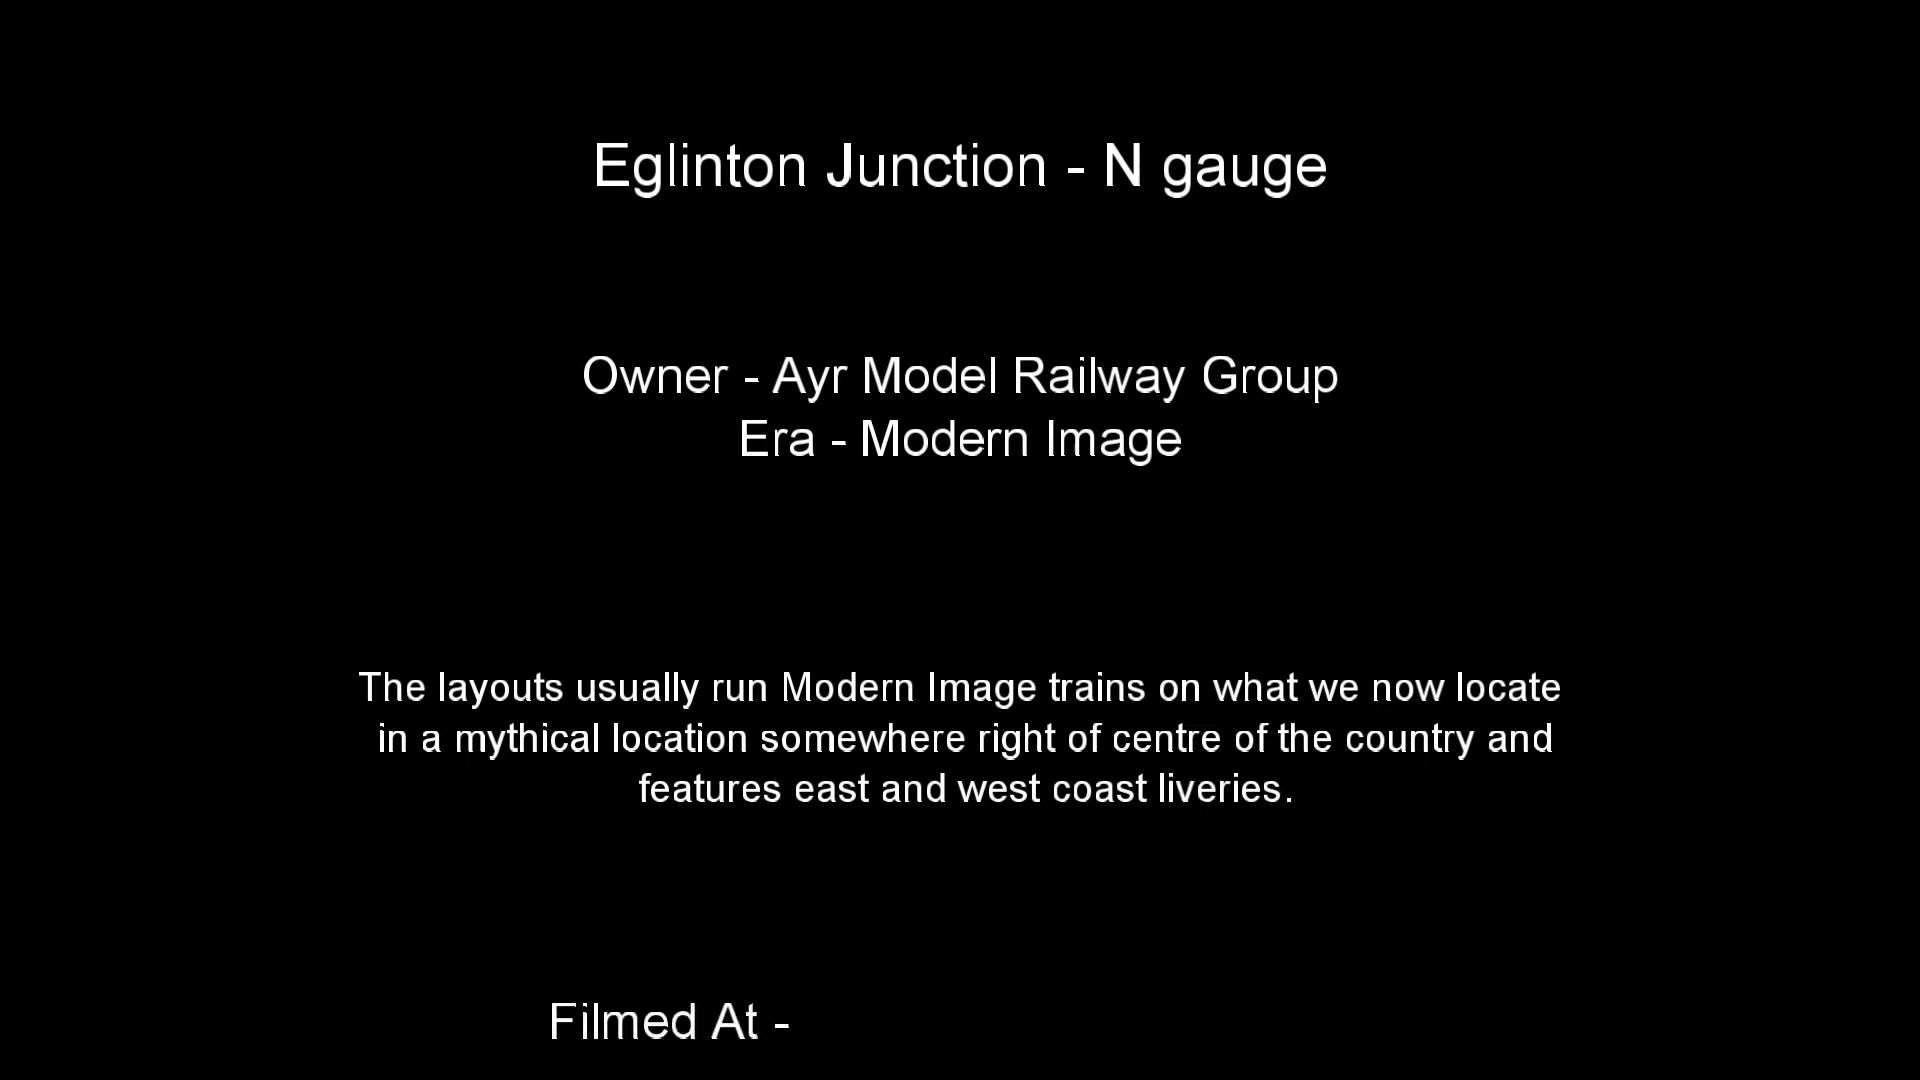 Eglinton Junction - N gauge
Owner - Ayr Model Railway Group
Era - Modern Image
The layouts usually run Modern Image trains on what we now locate
in a mythical location somewhere right of centre of the country and
features east and west coast liveries.
Filmed At -